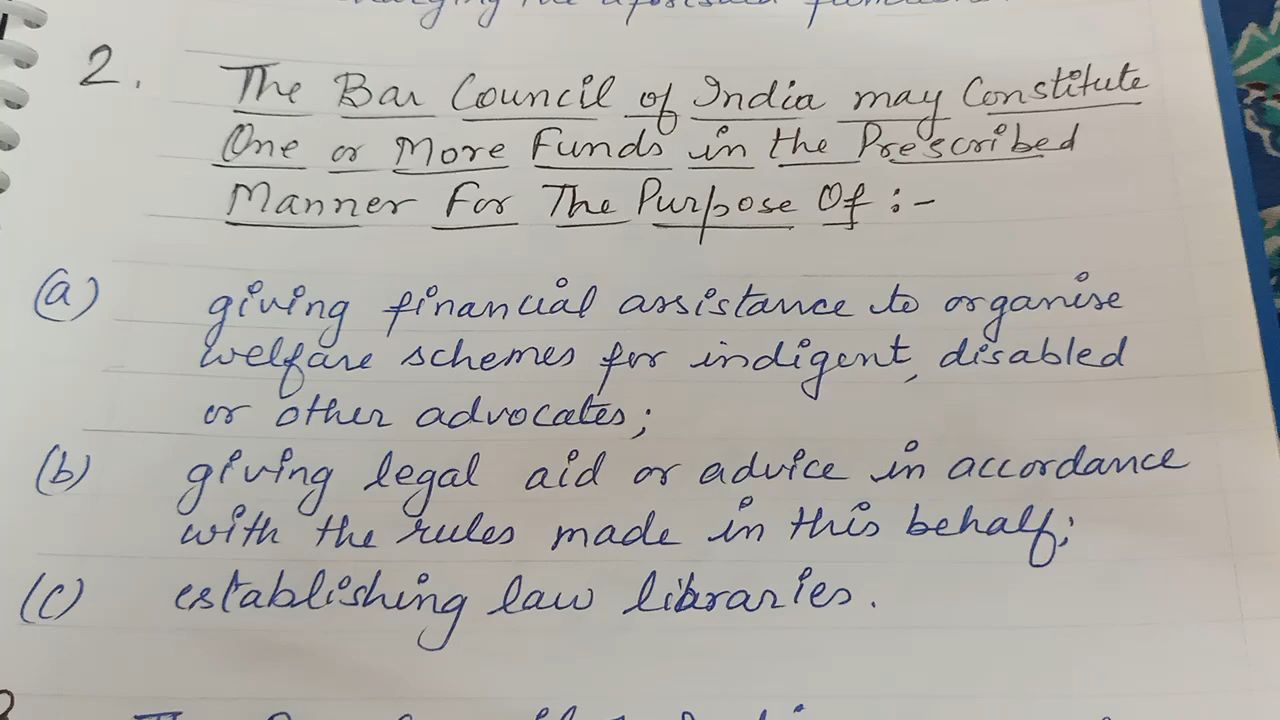 2. The Bar Council of India may Constitute
One or More Funds in the Prescribed
Manner For The Purpose Of :-
(a) giving financial assistance to organise
welfare schemes for indigent, disabled
or other advocates;
(b) giving legal aid or advice in accordance
with the rules made in this behalf;
(c) establishing law libraries.